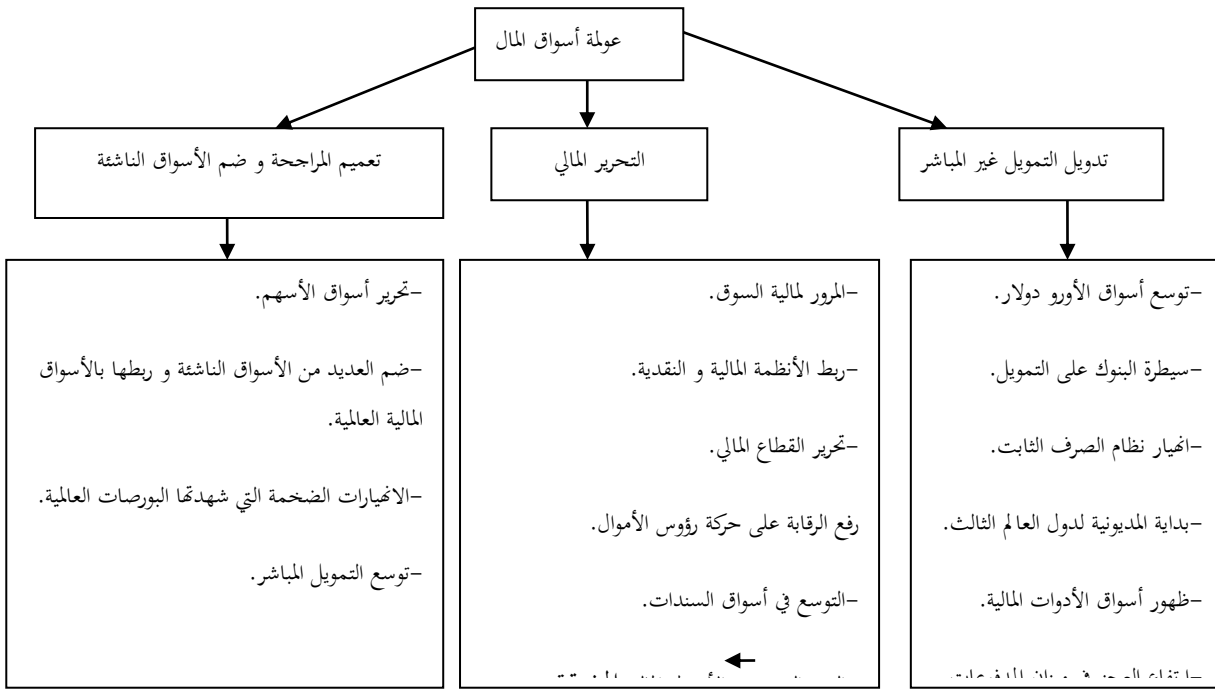 عولمة أسواق المال
تدويل التمويل غير المباشر
التحرير المالي
تعميم المراجحة و ضم الأسواق الناشئة
-توسع أسواق الأورو دولار.
-سيطرة البنوك على التمويل.
-انهيار نظام الصرف الثابت.
-بداية المديونية لدول العالم الثالث.
-ظهور أسواق الأدوات المالية.
-المرور لمالية السوق.
-ربط الأنظمة المالية و النقدية.
-تحرير القطاع المالي.
رفع الرقابة على حركة رؤوس الأموال.
-التوسع في أسواق السندات.
-تحرير أسواق الأسهم.
-ضم العديد من الأسواق الناشئة و ربطها بالأسواق
المالية العالمية.
-الانهيارات الضخمة التي شهدتها البورصات العالمية.
-توسع التمويل المباشر.